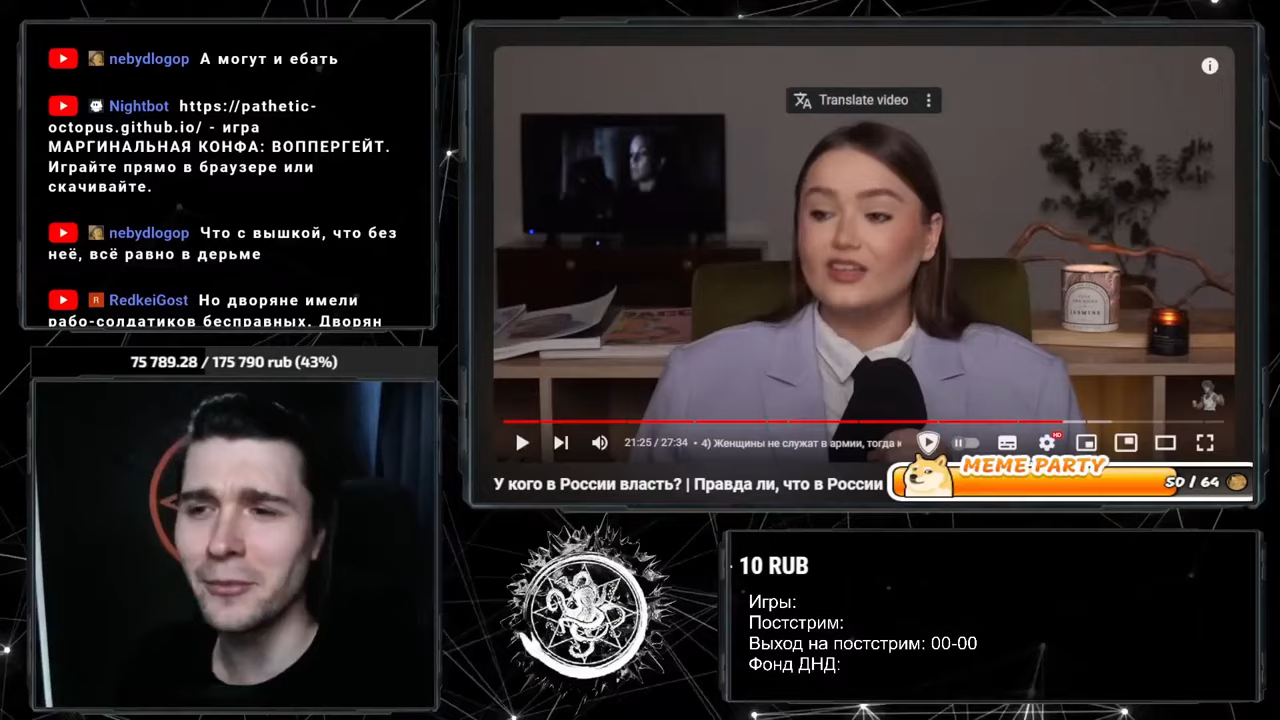 nebydlogop А могут и ебать
Nightbot https://pathetic-
octopus.github.io/ - игра
МАРГИНАЛЬНАЯ КОНФА: ВОППЕРГЕЙТ.
Играйте прямо в браузере или
скачивайте.
nebydlogop Что с вышкой, что без
неё, всё равно в дерьме
R RedkeiGost Но дворяне имели
рабо-солдатиков бесправных. Дворян
75 789.28 / 175 790 rub (43%)
Translate video
JASMINE
21:25 / 27:34 • 4) Женщины не служат в армии, тогда к
HD
У кого в России власть? | Правда ли, что в России
MEME PARTY
50 / 64
10 RUB
Игры:
Постстрим:
Выход на постстрим: 00-00
Фонд ДНД: